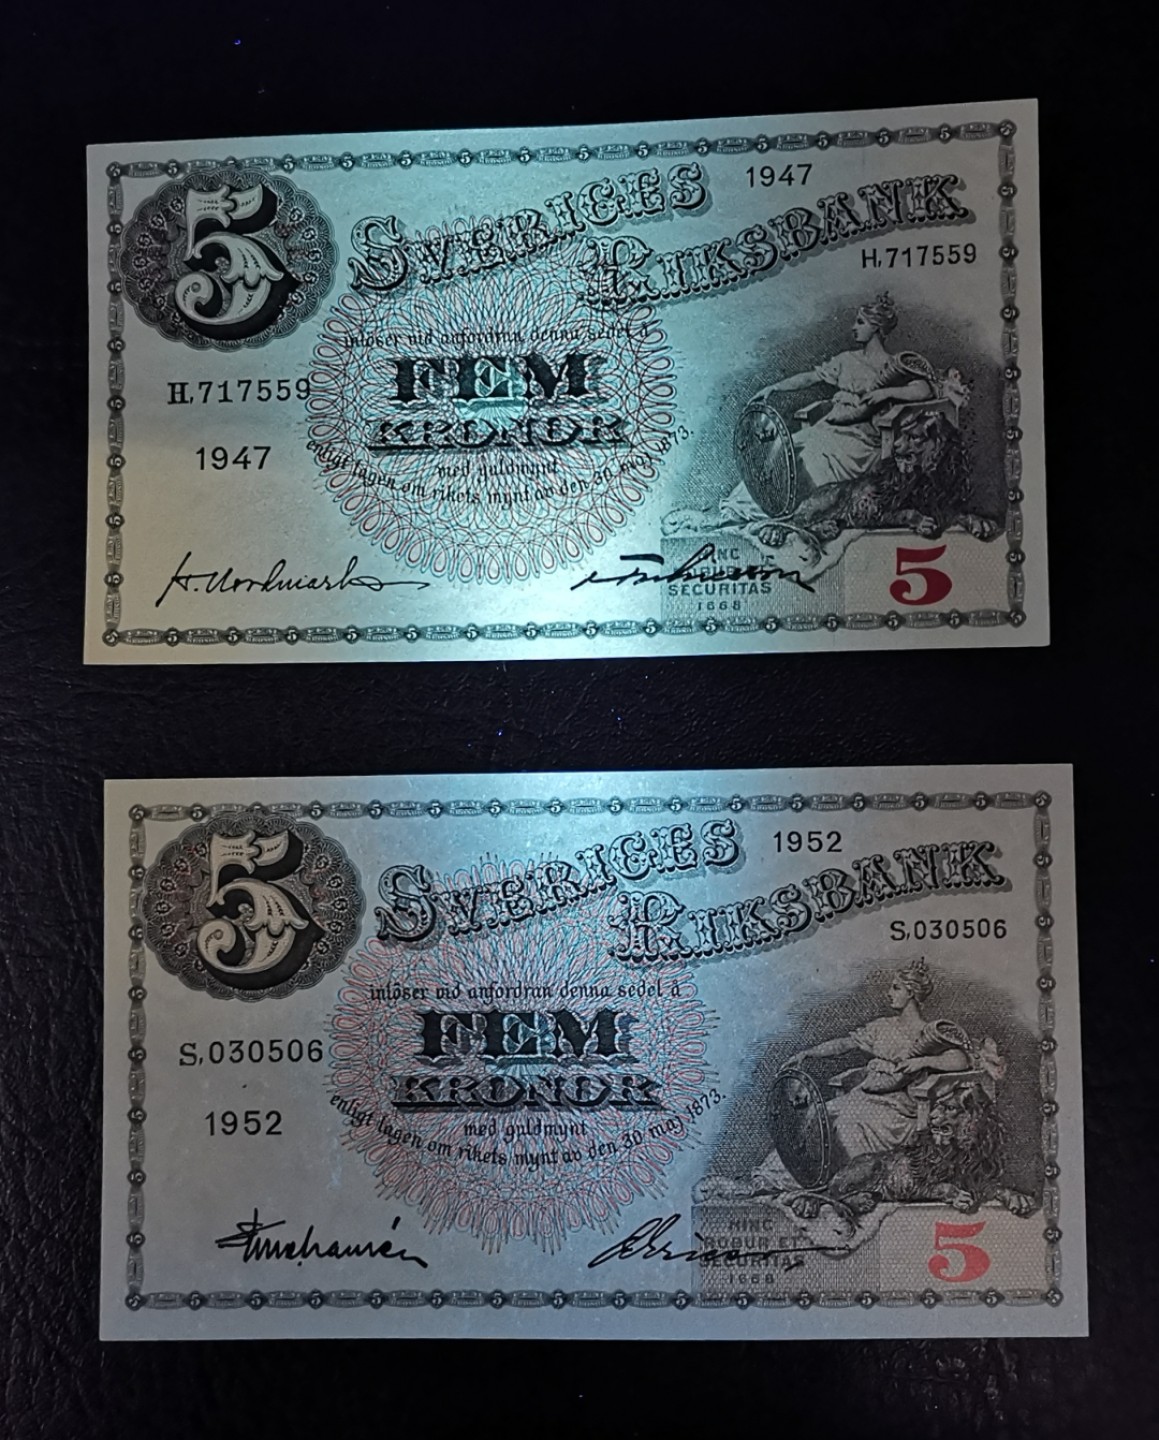 5
SVERIGES
1947
RIKSBANK
H,717559
inlöser vid anfordran denna sedel å
FEM
KRONOR
H,717559
1947
med guldmynt
enligt lagen om rikets mynt av den 30 maj 1873.
SECURITAS
1668
5
5
SVERIGES
1952
RIKSBANK
S,030506
inlöser vid anfordran denna sedel å
FEM
KRONOR
S,030506
1952
med guldmynt
enligt lagen om rikets mynt av den 30 maj 1873.
HINC
ROBUR ET
SECURITAS
1668
5